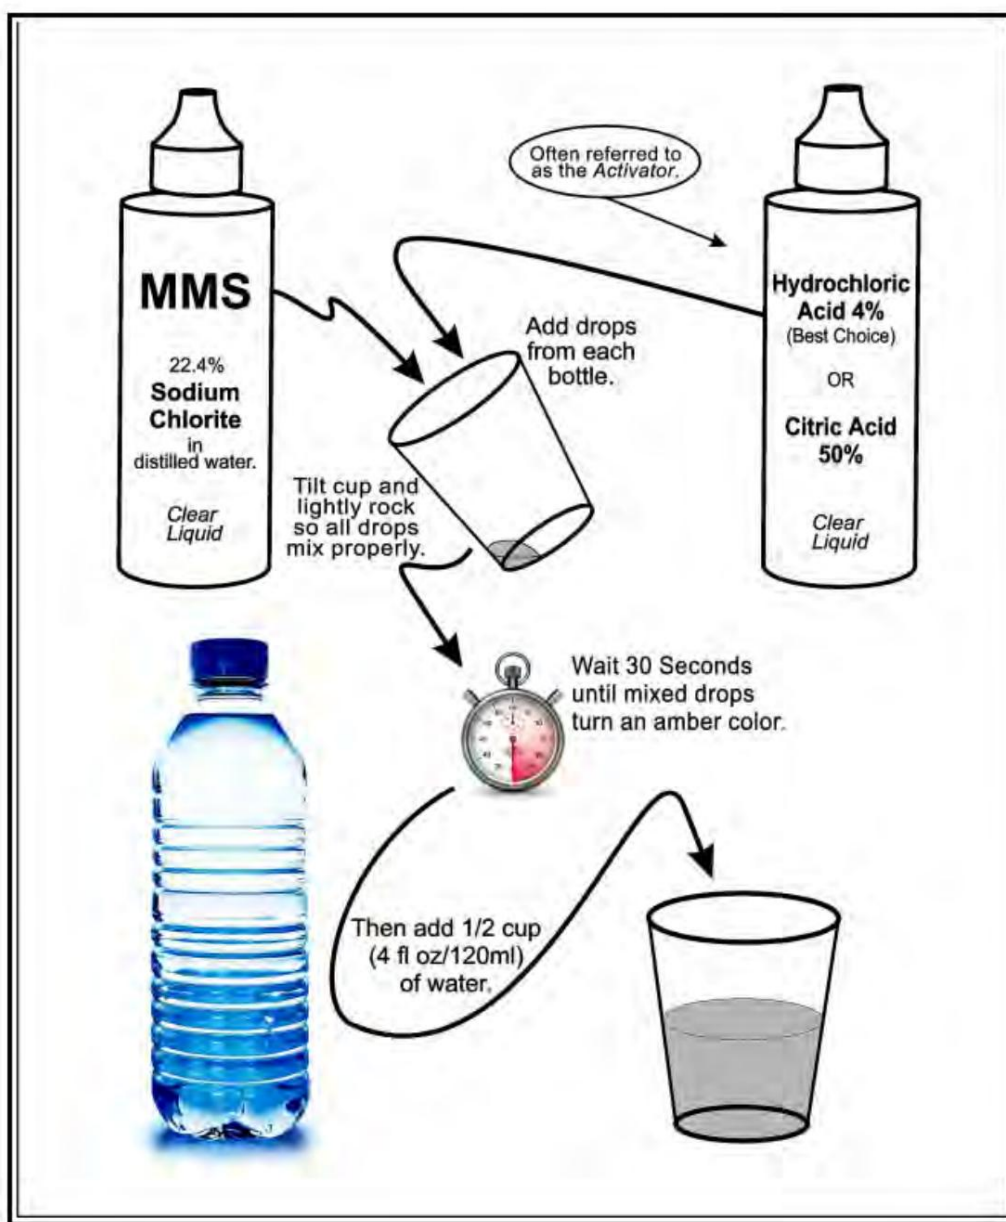 MMS
22.4%
Sodium
Chlorite
in
distilled water.
Clear
Liquid
Often referred to
as the Activator.
Hydrochloric
Acid 4%
(Best Choice)
OR
Citric Acid
50%
Clear
Liquid
Add drops
from each
bottle.
Tilt cup and
lightly rock
so all drops
mix properly.
Wait 30 Seconds
until mixed drops
turn an amber color.
Then add 1/2 cup
(4 fl oz/120ml)
of water.